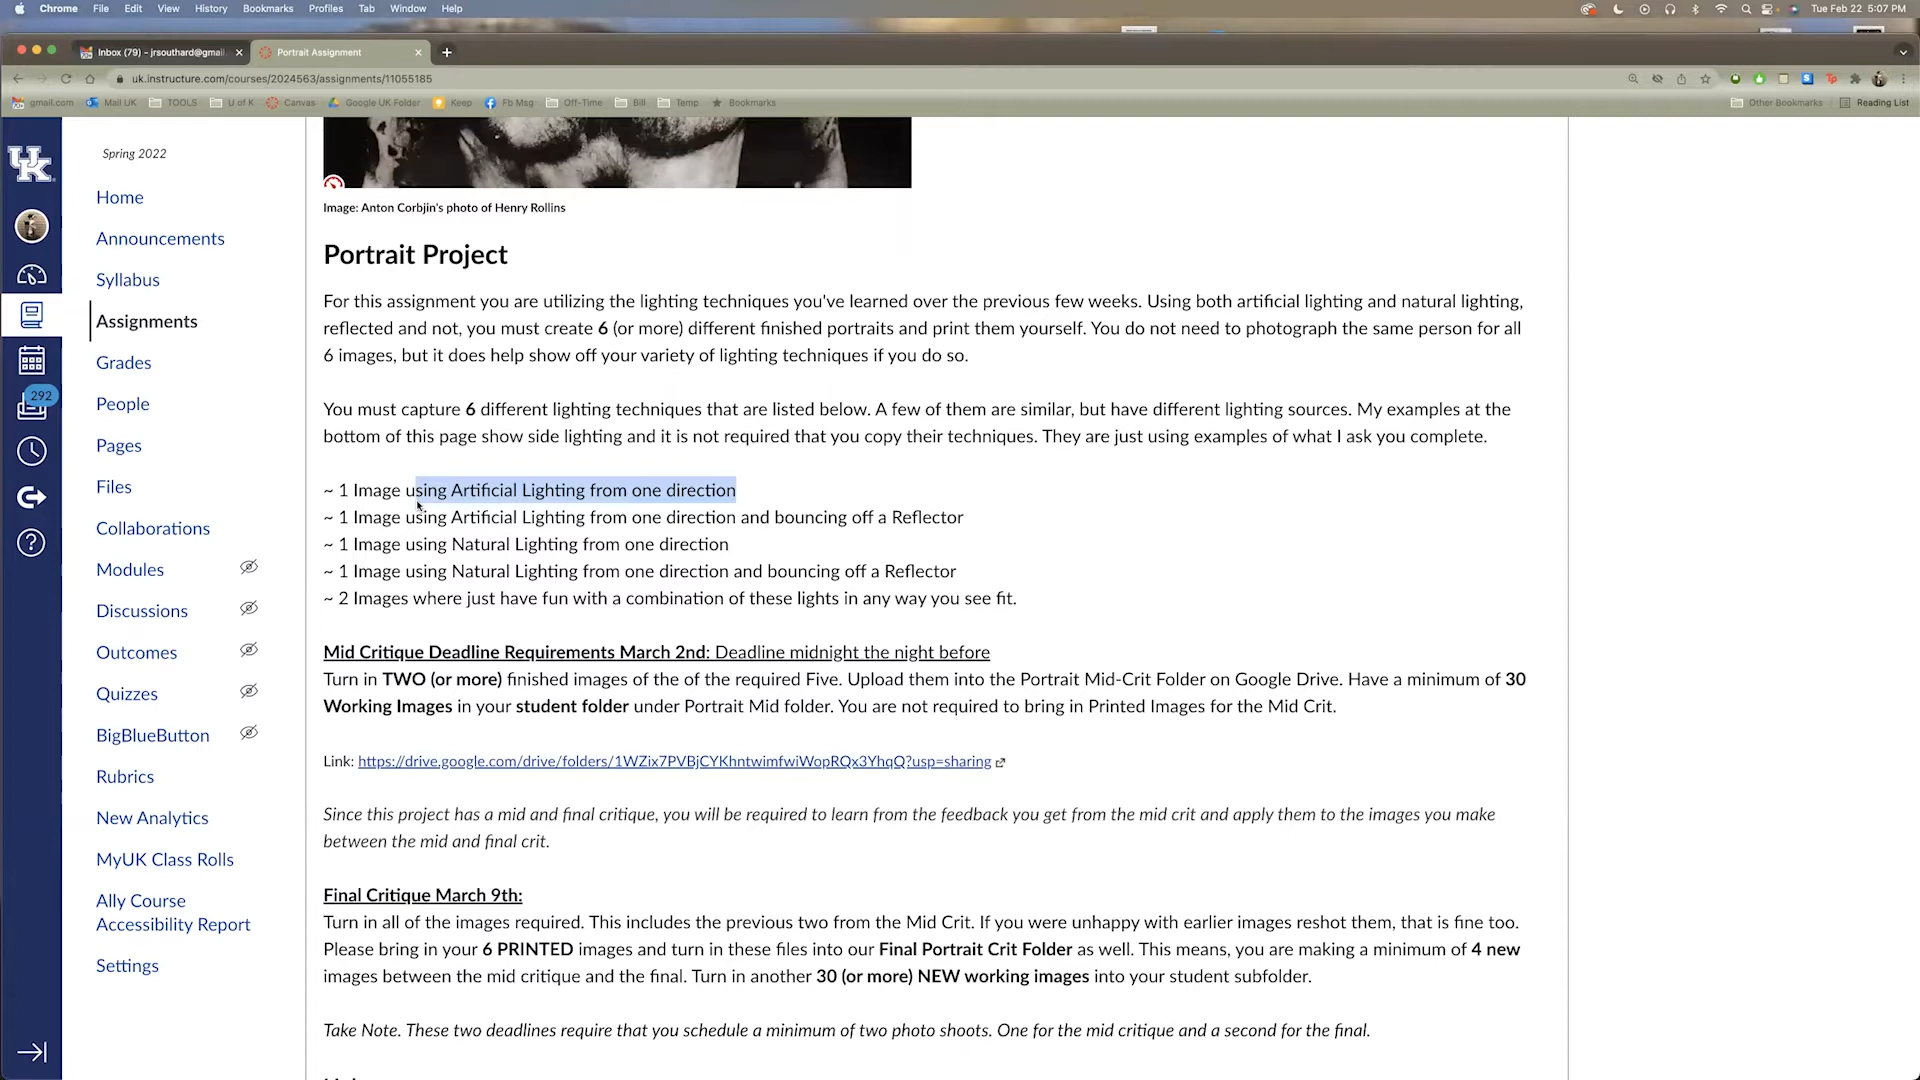 Chrome File Edit View History Bookmarks Profiles Tab Window Help Tue Feb 22 5:07 PM
Inbox (79) - jrsouthard@gmail Portrait Assignment
uk.instructure.com/courses/2024563/assignments/11055185
gmail.com Mail UK TOOLS U of K Canvas Google UK Folder Keep Fb Msg Off-Time Bill Temp Bookmarks Other Bookmarks Reading List
UK
292
Spring 2022
Home
Announcements
Syllabus
Assignments
Grades
People
Pages
Files
Collaborations
Modules
Discussions
Outcomes
Quizzes
BigBlueButton
Rubrics
New Analytics
MyUK Class Rolls
Ally Course
Accessibility Report
Settings
Image: Anton Corbjin's photo of Henry Rollins
Portrait Project
For this assignment you are utilizing the lighting techniques you've learned over the previous few weeks. Using both artificial lighting and natural lighting,
reflected and not, you must create 6 (or more) different finished portraits and print them yourself. You do not need to photograph the same person for all
6 images, but it does help show off your variety of lighting techniques if you do so.
You must capture 6 different lighting techniques that are listed below. A few of them are similar, but have different lighting sources. My examples at the
bottom of this page show side lighting and it is not required that you copy their techniques. They are just using examples of what I ask you complete.
~ 1 Image using Artificial Lighting from one direction
~ 1 Image using Artificial Lighting from one direction and bouncing off a Reflector
~ 1 Image using Natural Lighting from one direction
~ 1 Image using Natural Lighting from one direction and bouncing off a Reflector
~ 2 Images where just have fun with a combination of these lights in any way you see fit.
Mid Critique Deadline Requirements March 2nd: Deadline midnight the night before
Turn in TWO (or more) finished images of the of the required Five. Upload them into the Portrait Mid-Crit Folder on Google Drive. Have a minimum of 30
Working Images in your student folder under Portrait Mid folder. You are not required to bring in Printed Images for the Mid Crit.
Link: https://drive.google.com/drive/folders/1WZix7PVBjCYKhntwimfwiWopRQx3YhqQ?usp=sharing
Since this project has a mid and final critique, you will be required to learn from the feedback you get from the mid crit and apply them to the images you make
between the mid and final crit.
Final Critique March 9th:
Turn in all of the images required. This includes the previous two from the Mid Crit. If you were unhappy with earlier images reshot them, that is fine too.
Please bring in your 6 PRINTED images and turn in these files into our Final Portrait Crit Folder as well. This means, you are making a minimum of 4 new
images between the mid critique and the final. Turn in another 30 (or more) NEW working images into your student subfolder.
Take Note. These two deadlines require that you schedule a minimum of two photo shoots. One for the mid critique and a second for the final.